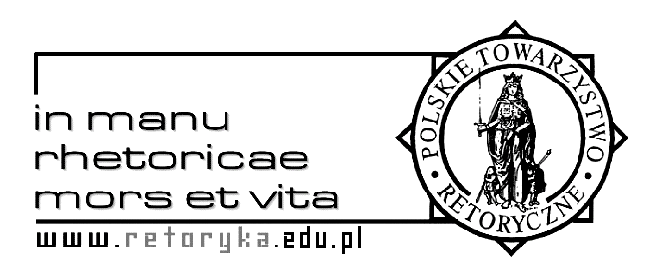 in manu
rhetoricae
mors et vita
www.retoryka.edu.pl
POLSKIE TOWARZYSTWO
• RETORYCZNE •